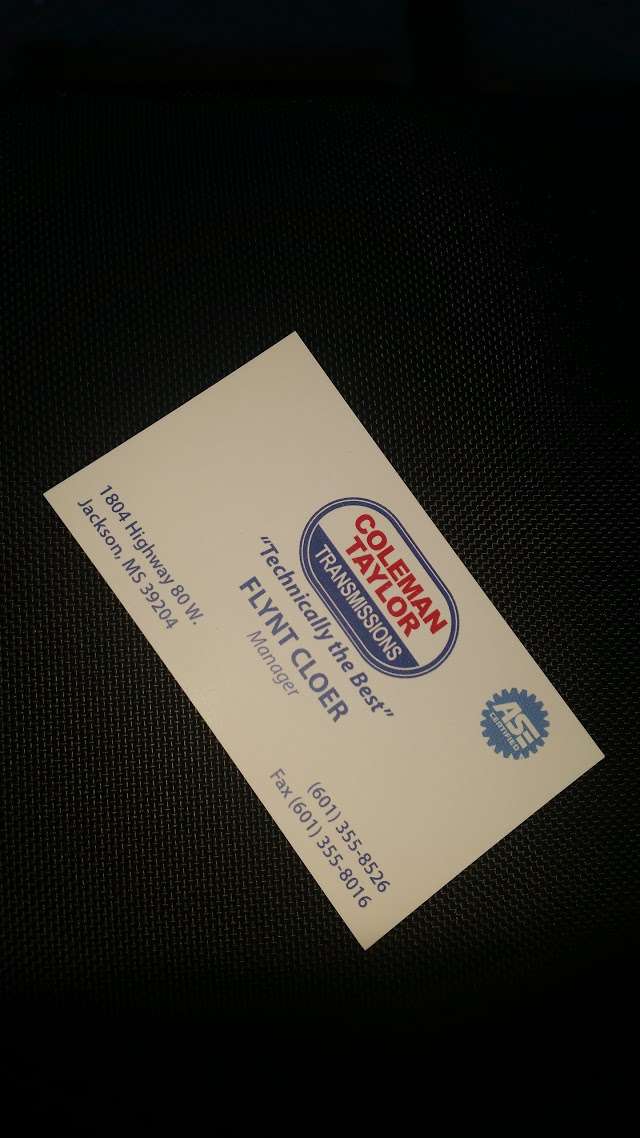 COLEMAN
TAYLOR
TRANSMISSIONS
ASE
CERTIFIED
“Technically the Best”
FLYNT CLOER
Manager
1804 Highway 80 W.
Jackson, MS 39204
(601) 355-8526
Fax (601) 355-8016